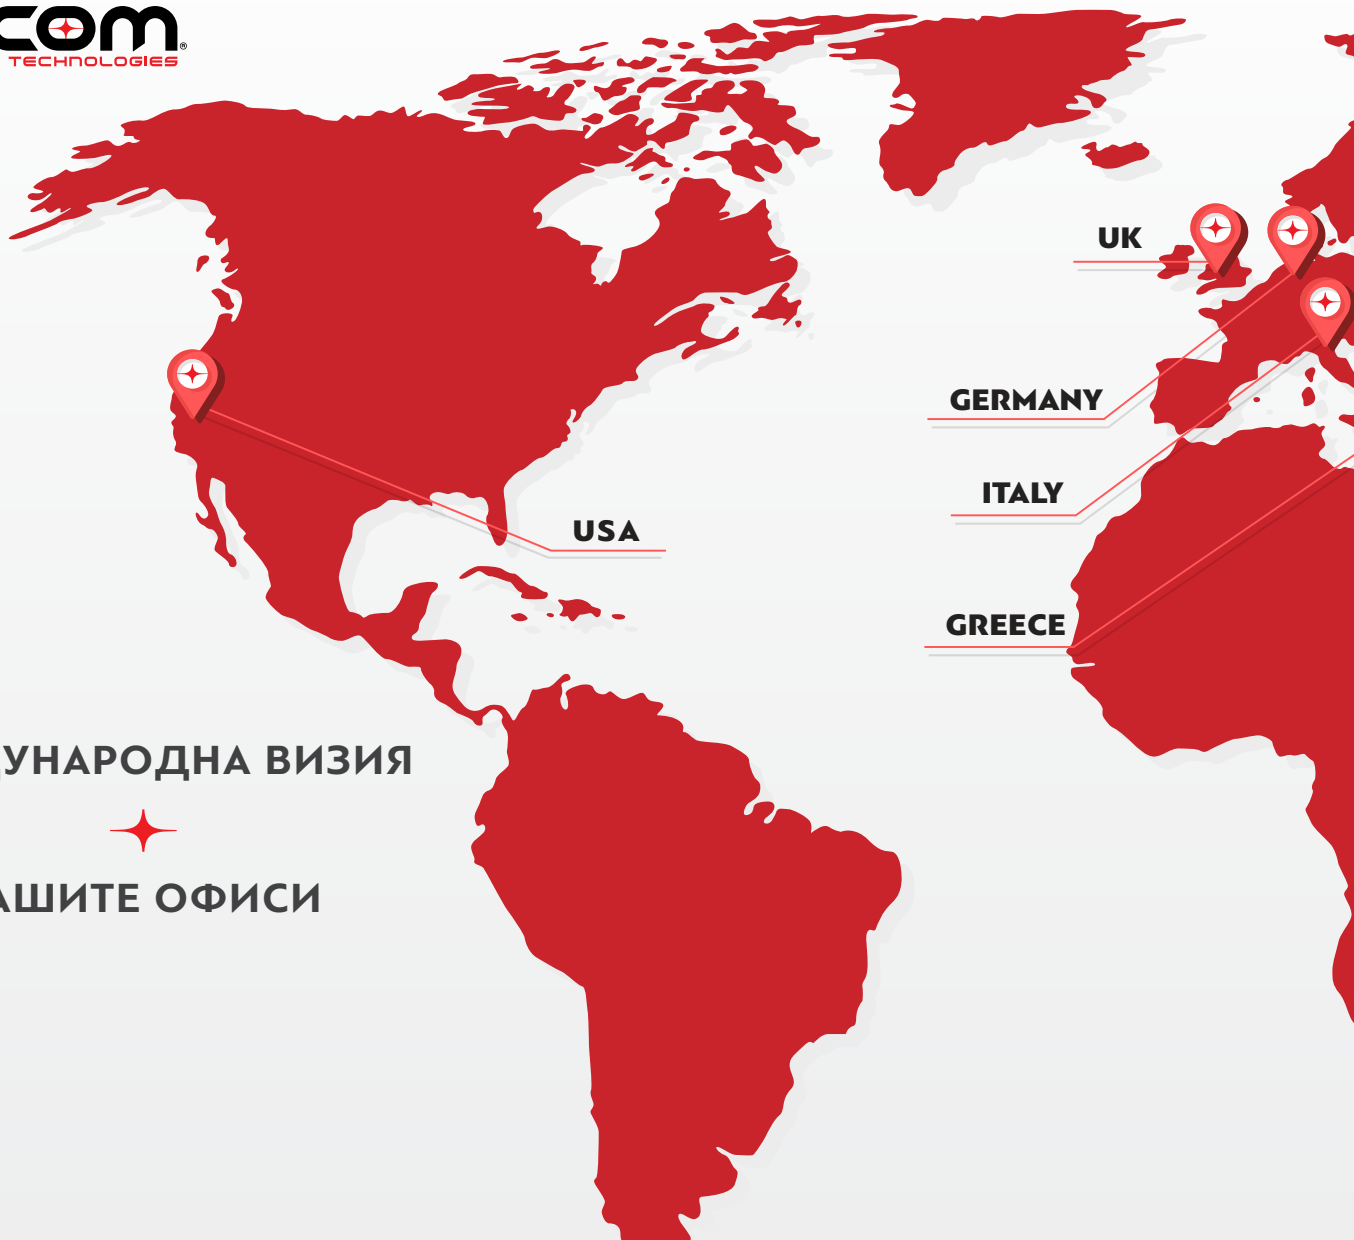 com®
TECHNOLOGIES
UK
GERMANY
ITALY
USA
GREECE
УНАРОДНА ВИЗИЯ
АШИТЕ ОФИСИ